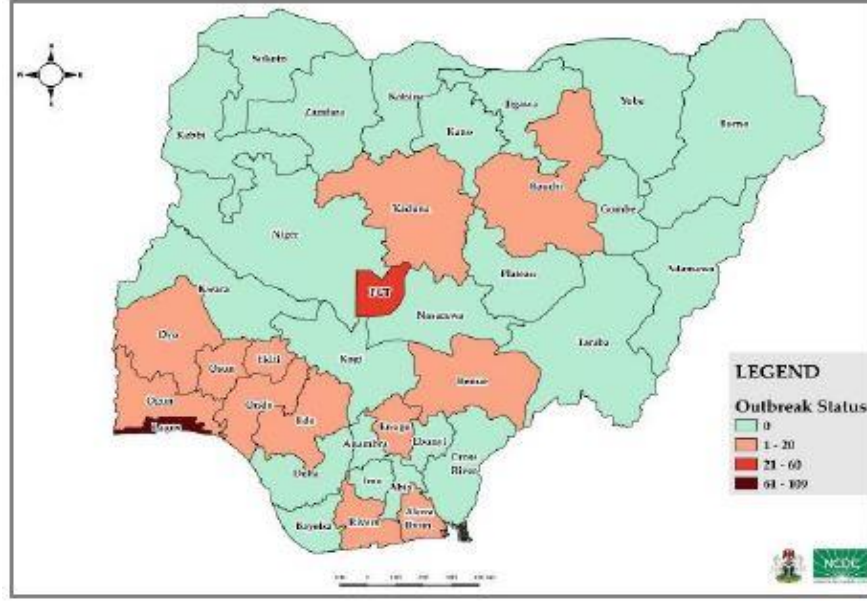 Sokoto
Katsina
Jigawa
Yobe
Borno
Zamfara
Kano
Kebbi
Bauchi
Kaduna
Gombe
Niger
Adamawa
Plateau
FCT
Kwara
Nasarawa
Taraba
Oyo
Kogi
Osun
Ekiti
Benue
LEGEND
Ogun
Ondo
Edo
Outbreak Status
Enugu
0
Lagos
Ebonyi
1 - 20
Anambra
Cross
River
21 - 60
Delta
Imo
Abia
61 - 109
Akwa
Ibom
Rivers
Bayelsa
NCDC